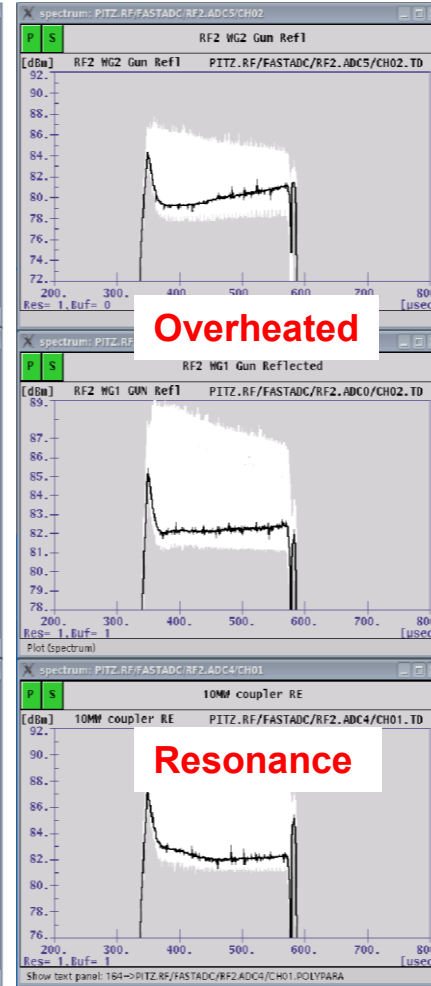 X spectrum: PITZ.RF/FASTADC/RF2.ADC5/CH02
P S RF2 WG2 Gun Refl
[dBm] RF2 WG2 Gun Refl PITZ.RF/FASTADC/RF2.ADC5/CH02.TD
92.
90.
88.
86.
84.
82.
80.
78.
76.
74.
72.
200. 300. 400. 500. 600. 700. 80
Res= 1,Buf= 0 [used
Overheated
X spectrum: PITZ.RF
P S RF2 WG1 Gun Reflected
[dBm] RF2 WG1 GUN Refl PITZ.RF/FASTADC/RF2.ADC0/CH02.TD
89.
87.
86.
85.
84.
83.
82.
81.
80.
79.
78.
200. 300. 400. 500. 600. 700. 80
Res= 1,Buf= 1 [used
Plot (spectrum)
X spectrum: PITZ.RF/FASTADC/RF2.ADC4/CH01
P S 10MW coupler RE
[dBm] 10MW coupler RE PITZ.RF/FASTADC/RF2.ADC4/CH01.TD
92.
90.
Resonance
88.
86.
84.
82.
80.
78.
76.
200. 300. 400. 500. 600. 700. 80
Res= 1,Buf= 1 [used
Show text panel: 164-->PITZ.RF/FASTADC/RF2.ADC4/CH01.POLYPARA